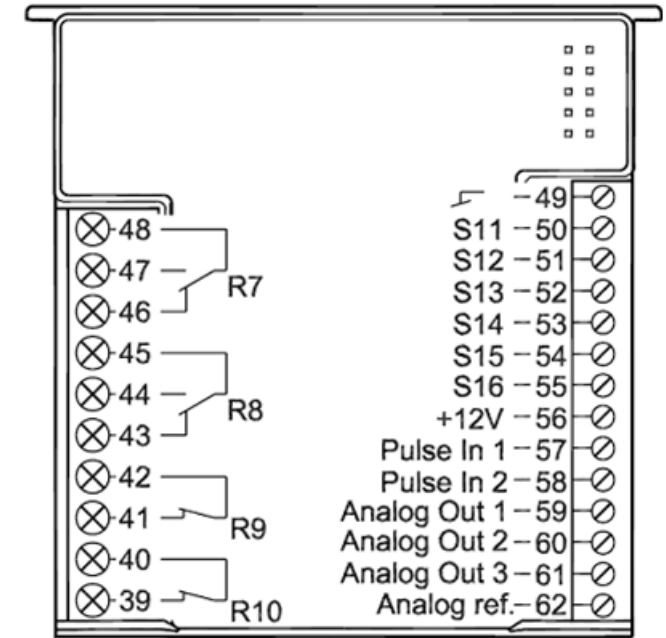 48
47
R7
46
45
44
R8
43
42
41
R9
40
39
R10
49
S11 50
S12 51
S13 52
S14 53
S15 54
S16 55
+12V 56
Pulse In 1 57
Pulse In 2 58
Analog Out 1 59
Analog Out 2 60
Analog Out 3 61
Analog ref. 62